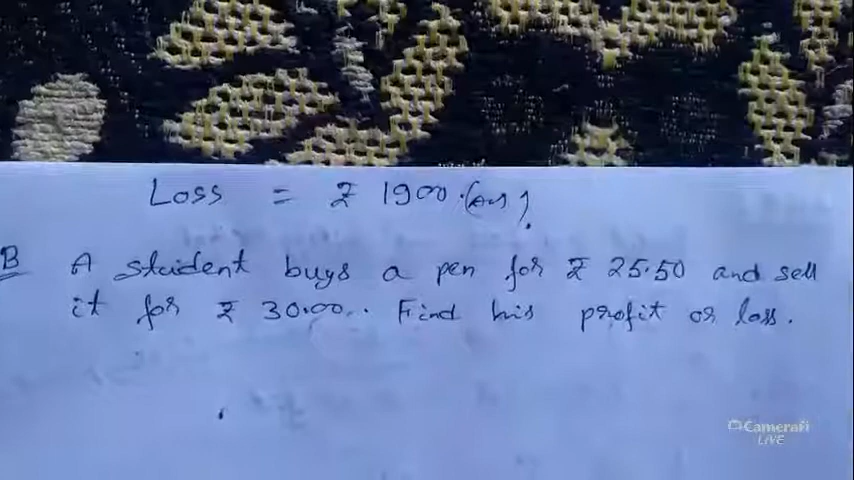 Loss = ₹ 1900.(Ans).
B A student buys a pen for ₹ 25.50 and sell
it for ₹ 30.00.. Find his profit or loss.
Camerafi
LIVE